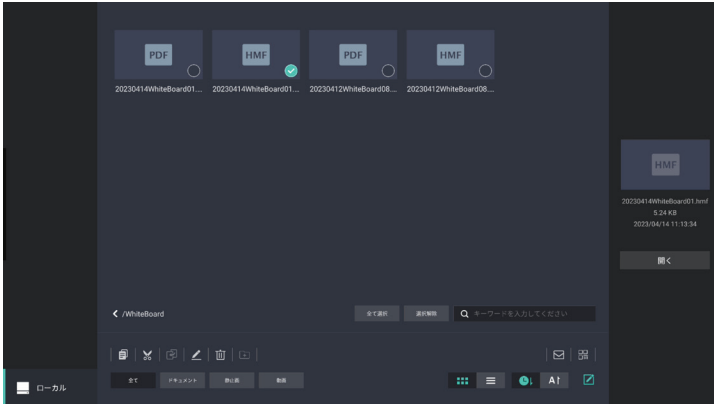 PDF
HMF
PDF
HMF
20230414WhiteBoard01...
20230414WhiteBoard01...
20230412WhiteBoard08...
20230412WhiteBoard08...
HMF
20230414WhiteBoard01.hmf
5.24 KB
2023/04/14 11:13:34
開く
/WhiteBoard
全て選択
選択解除
キーワードを入力してください
全て
ドキュメント
静止画
動画
A
ローカル